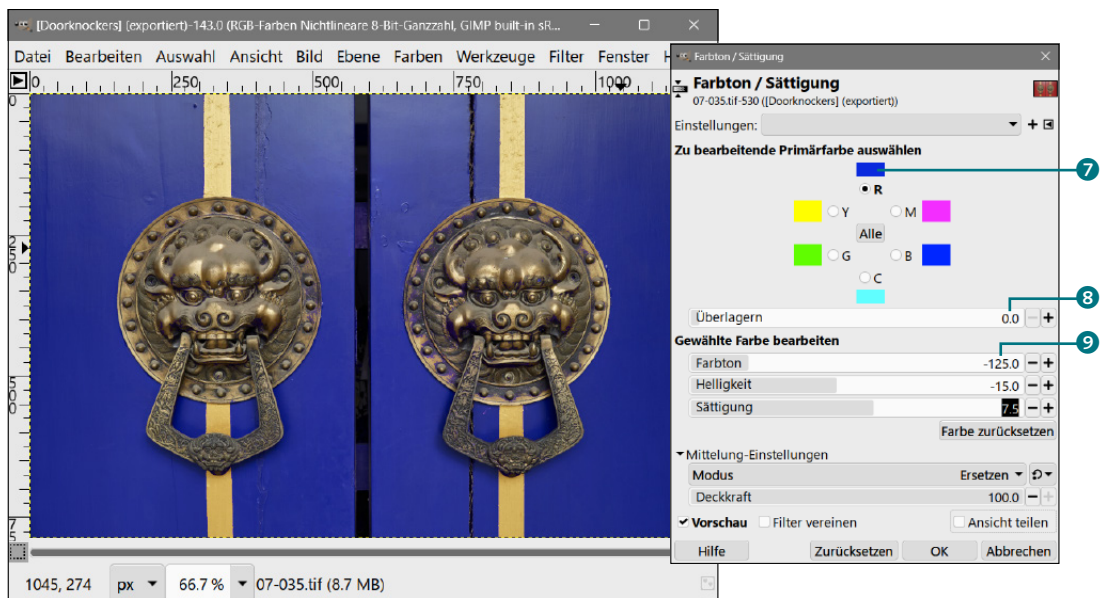 [Doorknockers] (exportiert)-143.0 (RGB-Farben Nichtlineare 8-Bit-Ganzzahl, GIMP built-in sR...
Datei Bearbeiten Auswahl Ansicht Bild Ebene Farben Werkzeuge Filter Fenster H
0 250 500 750 1000
0
250
500
75
1045, 274 px 66.7 % 07-035.tif (8.7 MB)
Farbton / Sättigung
Farbton / Sättigung
07-035.tif-530 ([Doorknockers] (exportiert))
Einstellungen:
Zu bearbeitende Primärfarbe auswählen
7
R
Y M
Alle
G B
C
8
Überlagern 0.0
Gewählte Farbe bearbeiten
9
Farbton -125.0
Helligkeit -15.0
Sättigung 7.5
Farbe zurücksetzen
Mittelung-Einstellungen
Modus Ersetzen
Deckkraft 100.0
Vorschau Filter vereinen Ansicht teilen
Hilfe Zurücksetzen OK Abbrechen